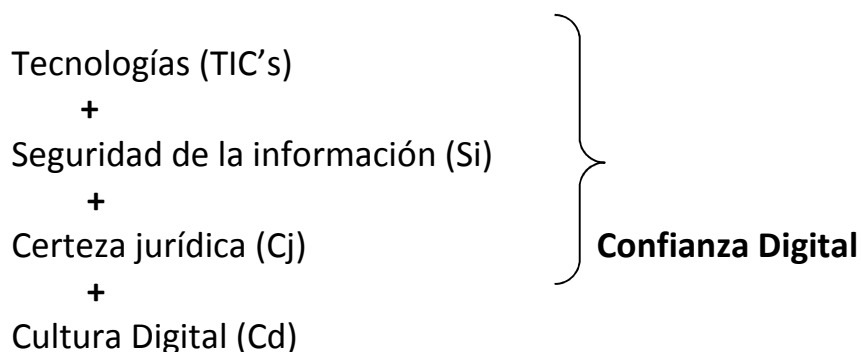 Tecnologías (TIC’s)
+
Seguridad de la información (Si)
+
Certeza jurídica (Cj)
Confianza Digital
+
Cultura Digital (Cd)